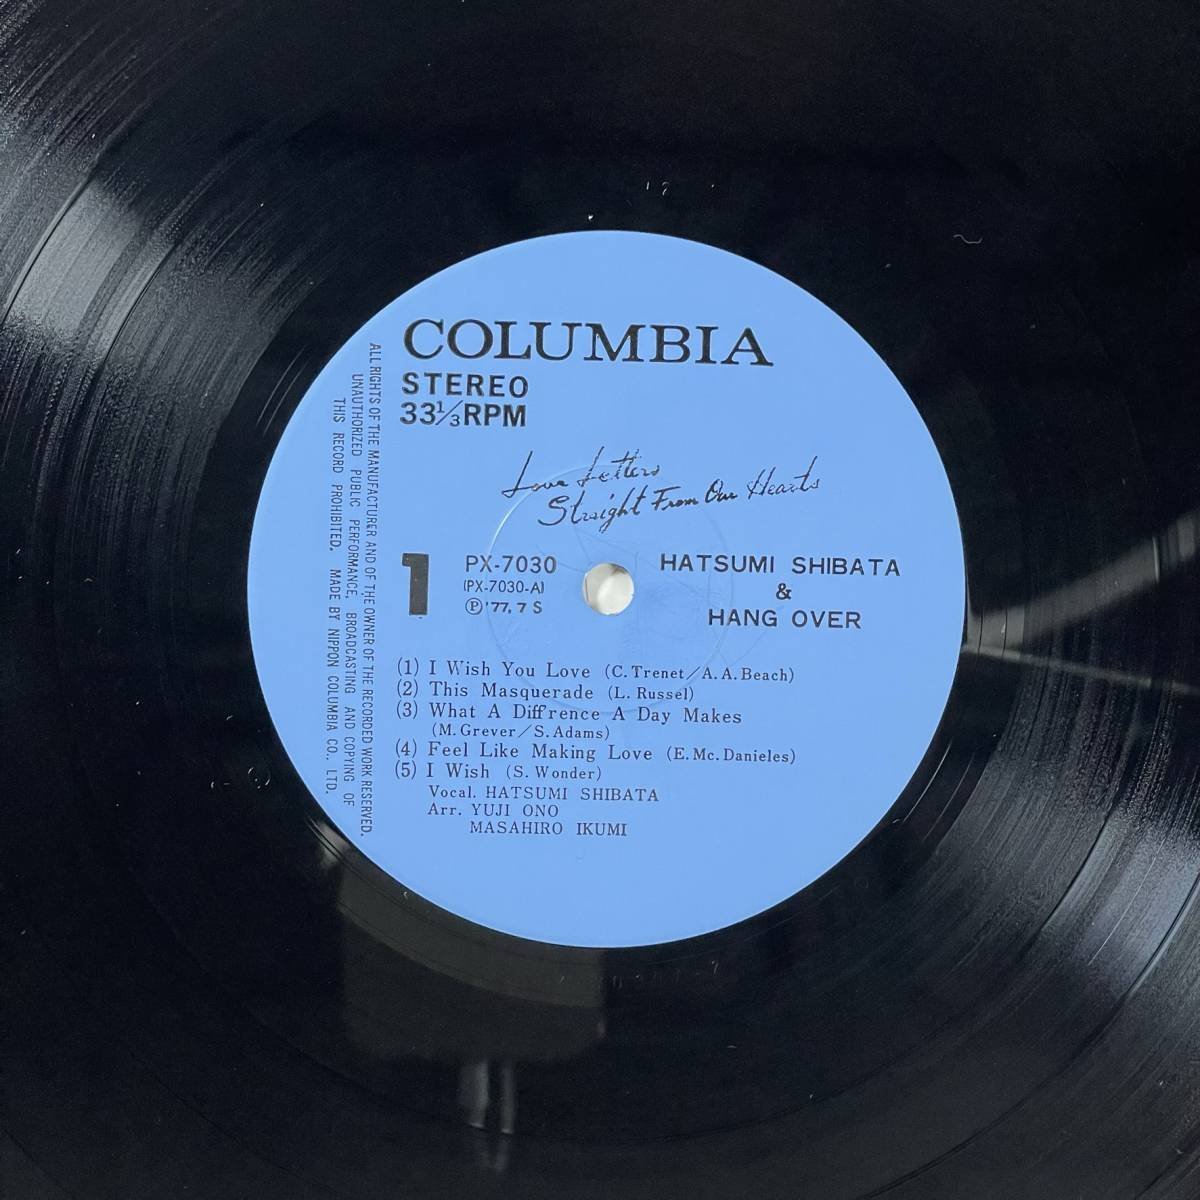 COLUMBIA
STEREO
33⅓RPM
Love Letters
Straight From Our Hearts
1
PX-7030
(PX-7030-A)
Ⓟ '77, 7 S
HATSUMI SHIBATA
&
HANG OVER
(1) I Wish You Love (C. Trenet／A. A. Beach)
(2) This Masquerade (L. Russel)
(3) What A Diff'rence A Day Makes
(M. Grever／S. Adams)
(4) Feel Like Making Love (E. Mc. Danieles)
(5) I Wish (S. Wonder)
Vocal. HATSUMI SHIBATA
Arr. YUJI ONO
MASAHIRO IKUMI
ALL RIGHTS OF THE MANUFACTURER AND OF THE OWNER OF THE RECORDED WORK RESERVED.
UNAUTHORIZED PUBLIC PERFORMANCE, BROADCASTING AND COPYING OF
THIS RECORD PROHIBITED. MADE BY NIPPON COLUMBIA CO., LTD.